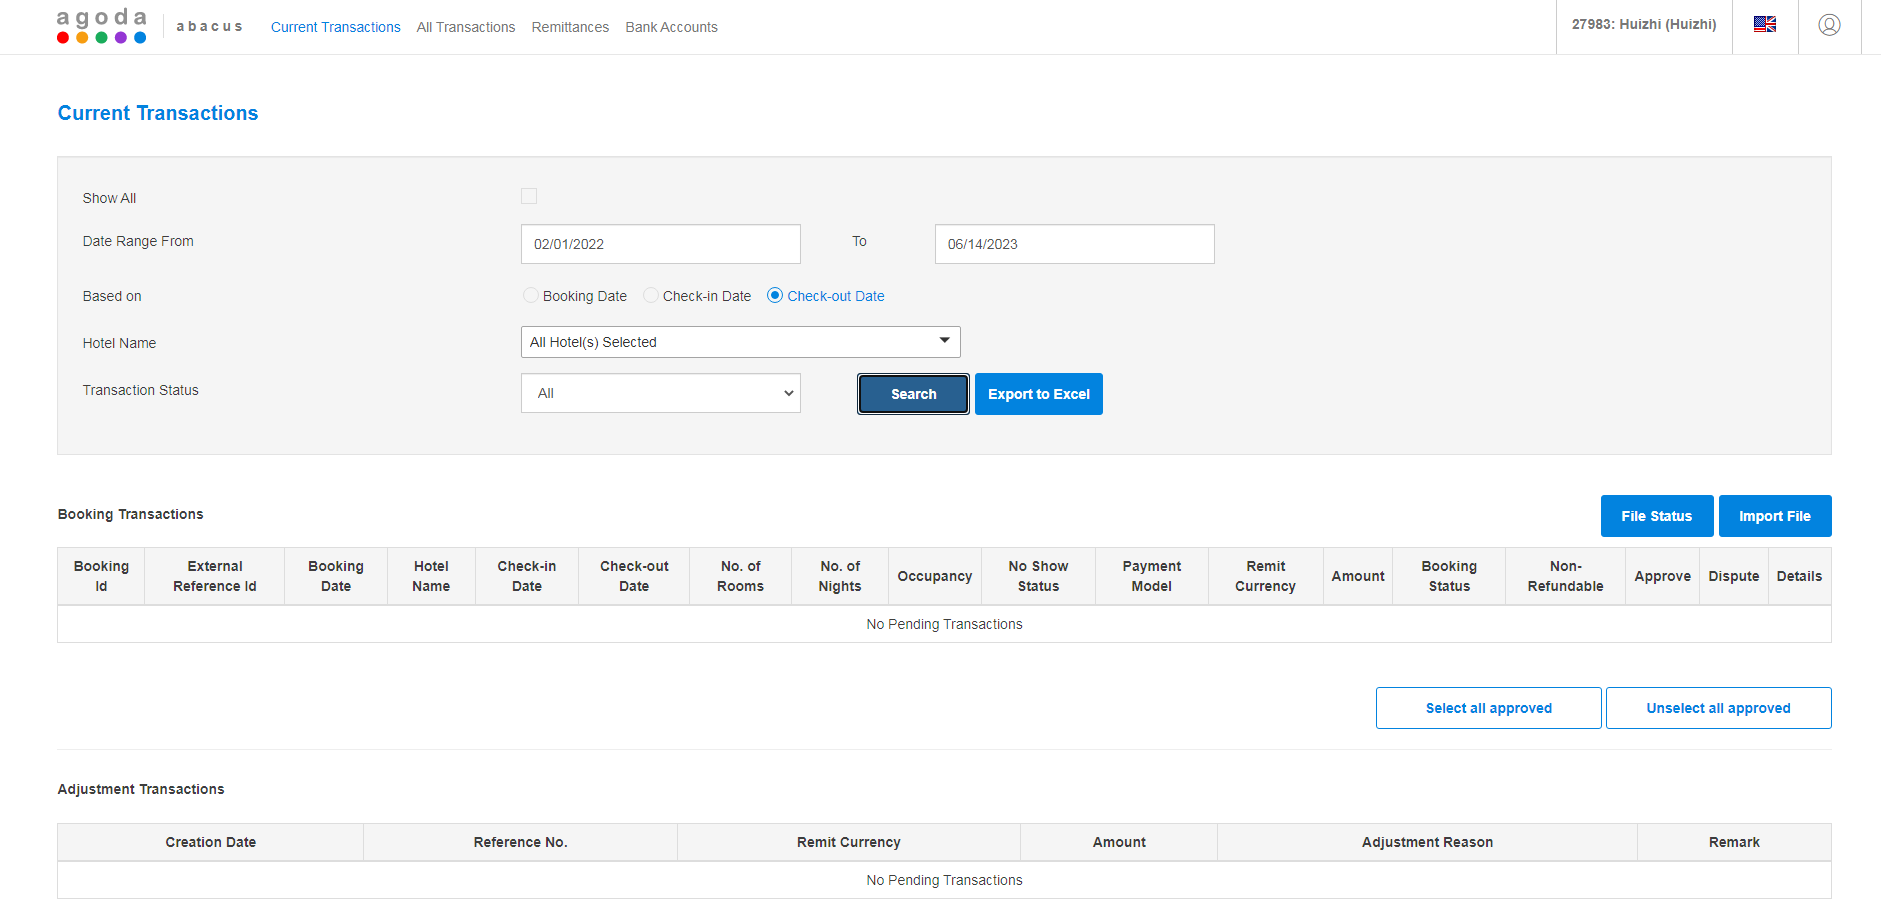 agoda abacus Current Transactions All Transactions Remittances Bank Accounts 27983: Huizhi (Huizhi)
Current Transactions
Show All
Date Range From 02/01/2022 To 06/14/2023
Based on Booking Date Check-in Date Check-out Date
Hotel Name All Hotel(s) Selected
Transaction Status All Search Export to Excel
Booking Transactions File Status Import File
Booking Id External Reference Id Booking Date Hotel Name Check-in Date Check-out Date No. of Rooms No. of Nights Occupancy No Show Status Payment Model Remit Currency Amount Booking Status Non-Refundable Approve Dispute Details
No Pending Transactions
Select all approved Unselect all approved
Adjustment Transactions
Creation Date Reference No. Remit Currency Amount Adjustment Reason Remark
No Pending Transactions